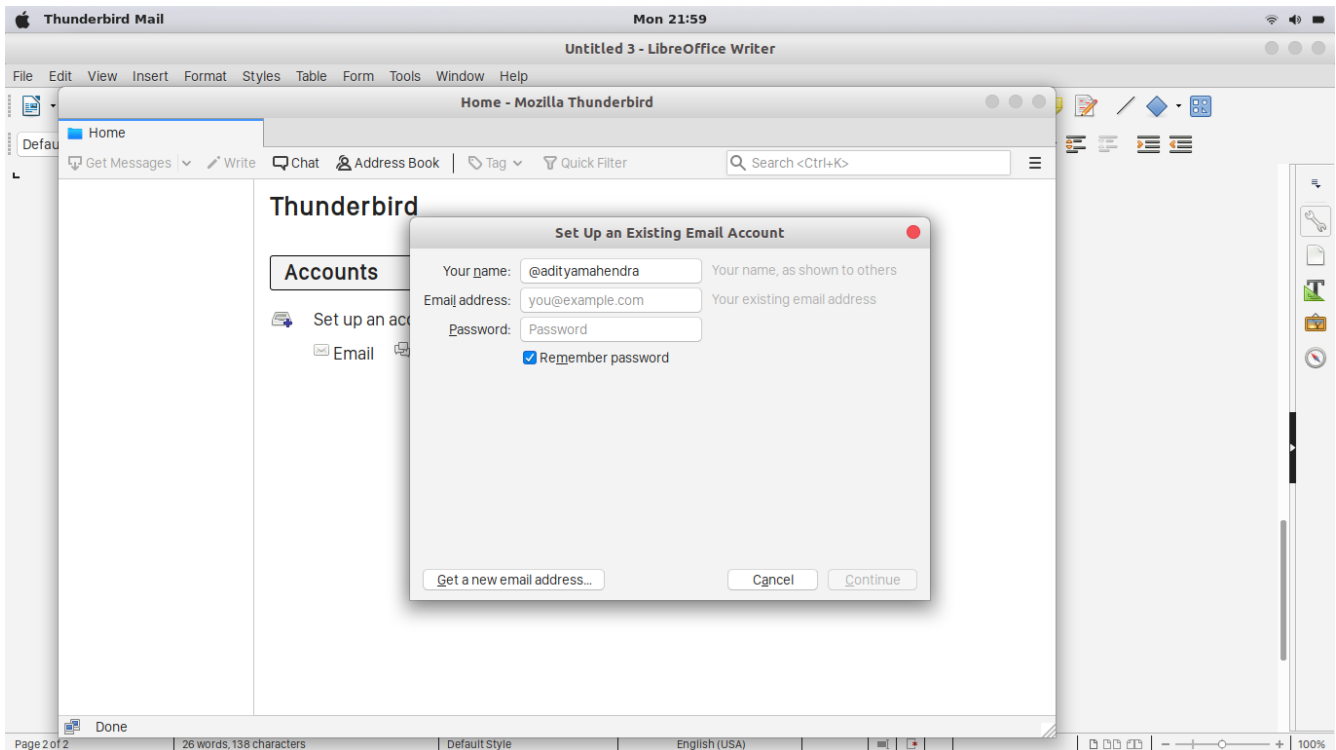 Thunderbird Mail Mon 21:59
Untitled 3 - LibreOffice Writer
File Edit View Insert Format Styles Table Form Tools Window Help
Home - Mozilla Thunderbird
Home
Defau
Get Messages Write Chat Address Book Tag Quick Filter Search <Ctrl+K>
Thunderbird
Set Up an Existing Email Account
Accounts
Your name: @adityamahendra Your name, as shown to others
Email address: you@example.com Your existing email address
Set up an acc
Password: Password
Email
Remember password
Get a new email address... Cancel Continue
Done
Page 2 of 2 26 words, 138 characters Default Style English (USA) 100%